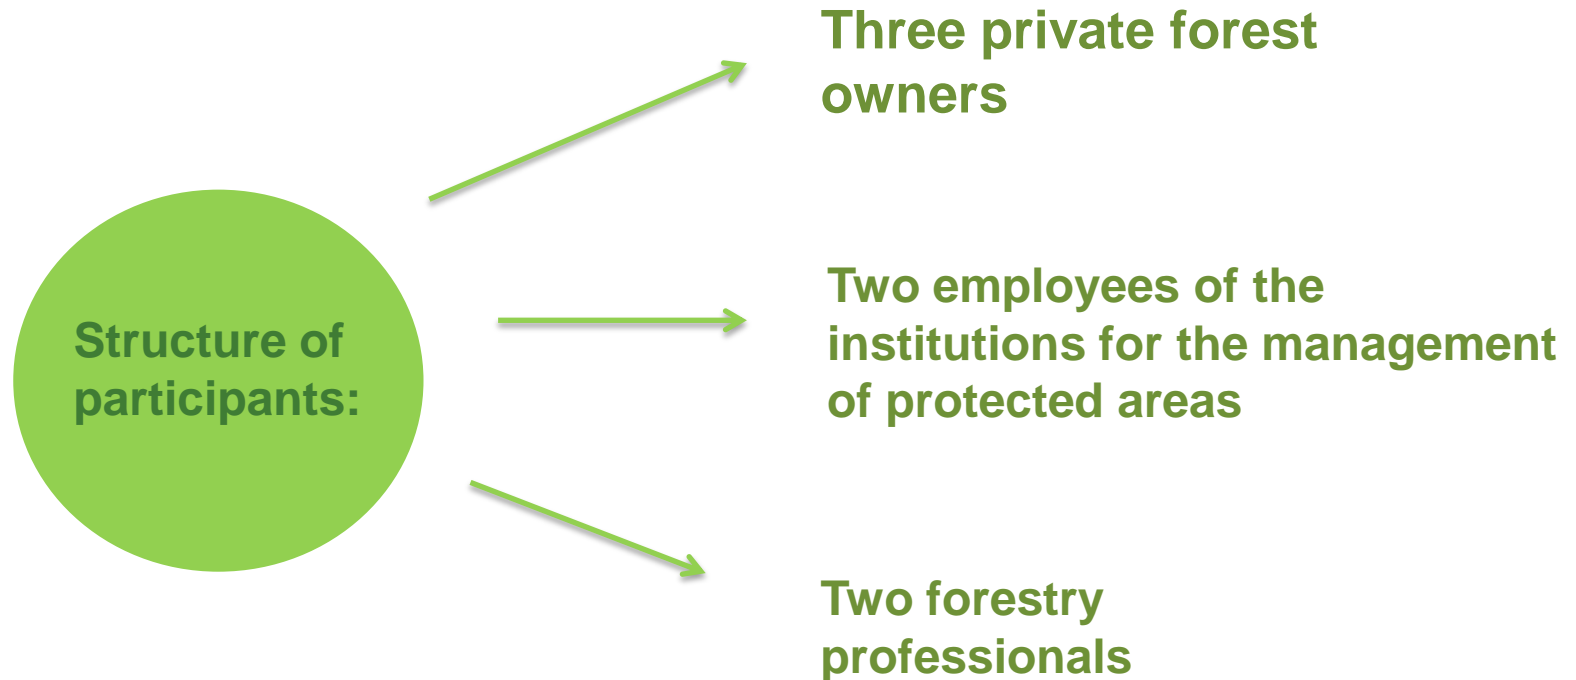 Structure of
participants:
Three private forest
owners
Two employees of the
institutions for the management
of protected areas
Two forestry
professionals